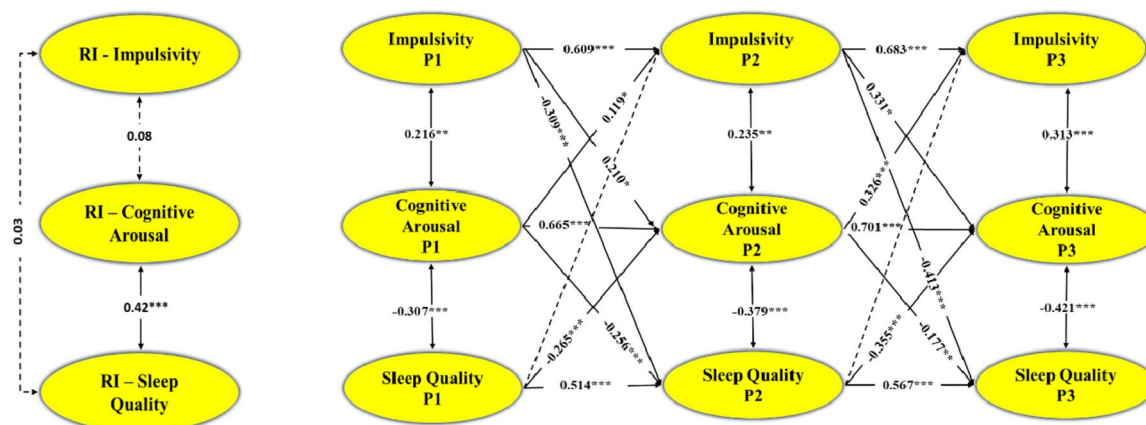 RI - Impulsivity
0.08
0.03
RI – Cognitive
Arousal
0.42***
RI – Sleep
Quality
Impulsivity
P1
0.609***
Impulsivity
P2
0.683***
Impulsivity
P3
-0.309***
0.119*
0.331*
0.216**
0.235**
0.313***
0.210*
0.326***
Cognitive
Arousal
P1
0.665***
Cognitive
Arousal
P2
0.701***
Cognitive
Arousal
P3
-0.413***
-0.307***
-0.379***
-0.421***
-0.265***
-0.256***
-0.255***
-0.177**
Sleep Quality
P1
0.514***
Sleep Quality
P2
0.567***
Sleep Quality
P3